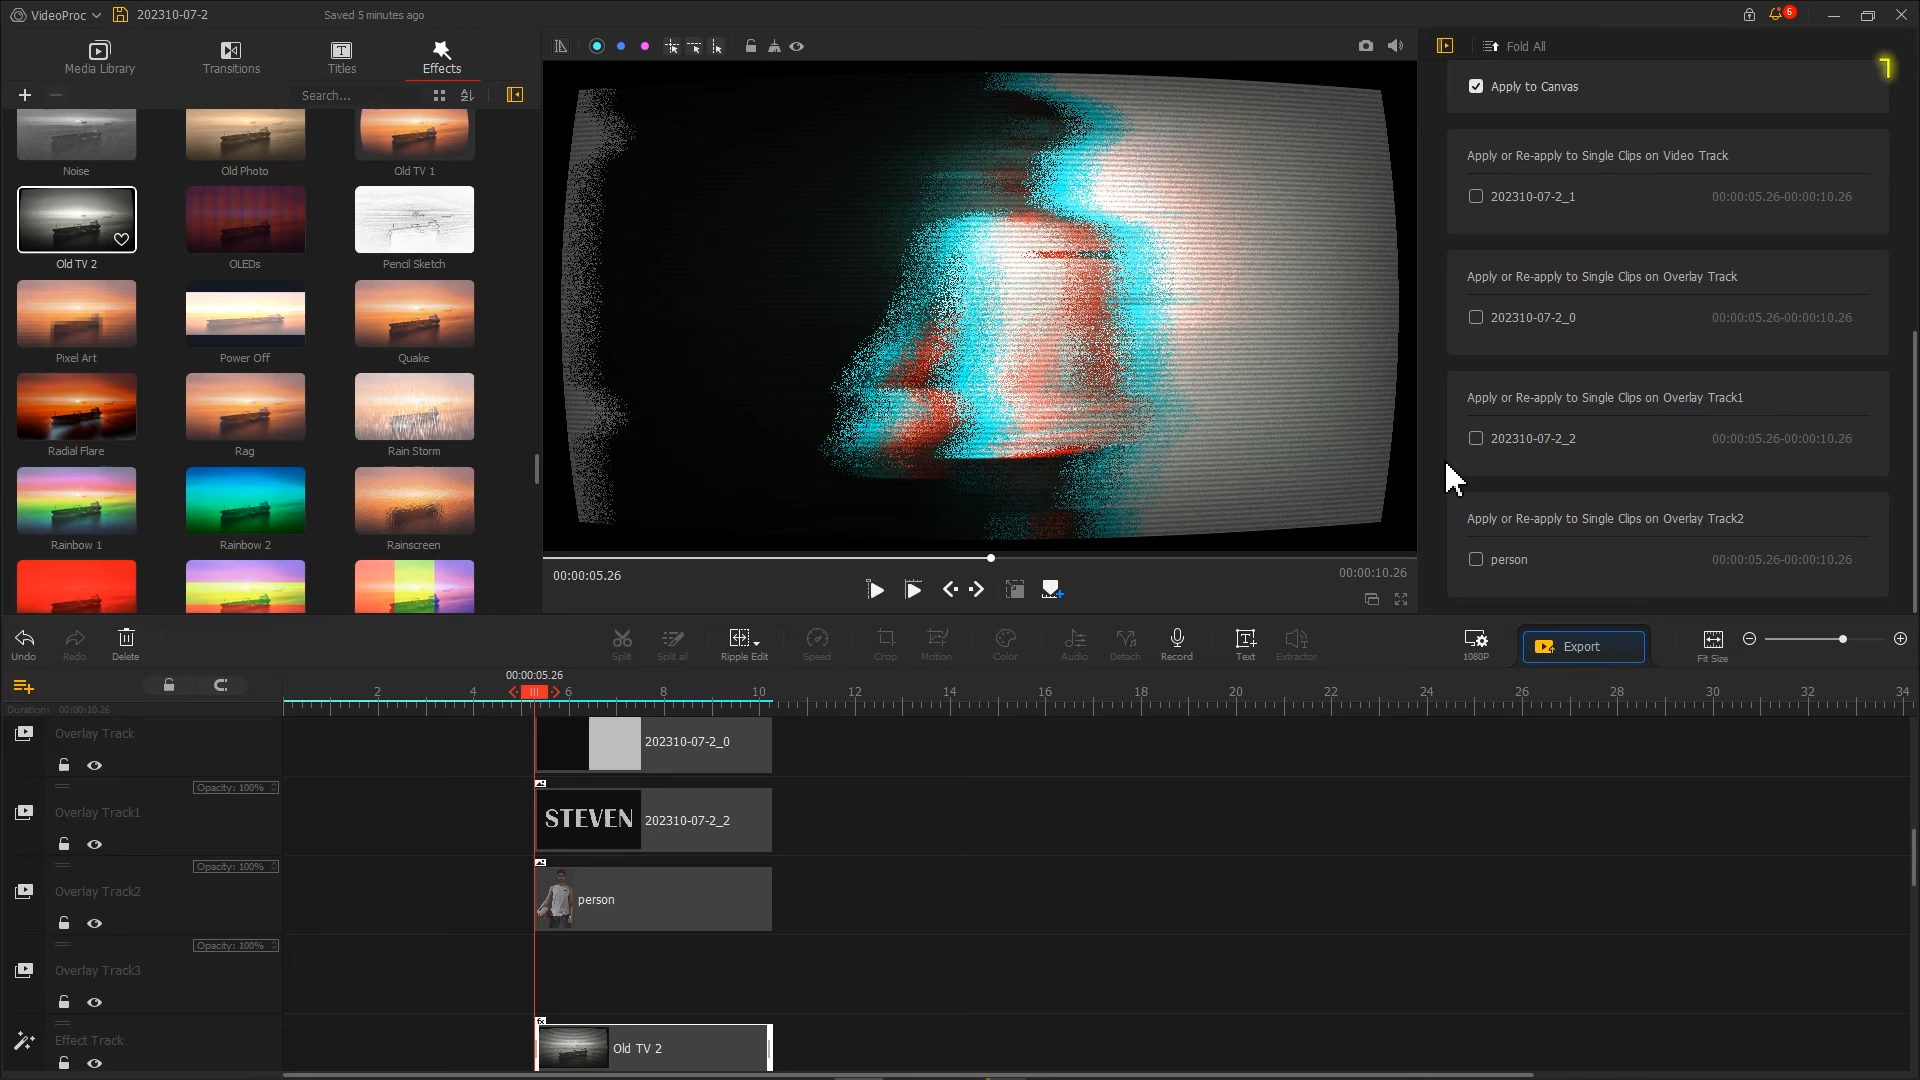 VideoProc
202310-07-2
Saved 5 minutes ago
6
Media Library
Transitions
Titles
Effects
Search...
Fold All
Noise
Old Photo
Old TV 1
Old TV 2
OLEDs
Pencil Sketch
Pixel Art
Power Off
Quake
Radial Flare
Rag
Rain Storm
Rainbow 1
Rainbow 2
Rainscreen
00:00:05.26
00:00:10.26
Apply to Canvas
Apply or Re-apply to Single Clips on Video Track
202310-07-2_1
00:00:05.26-00:00:10.26
Apply or Re-apply to Single Clips on Overlay Track
202310-07-2_0
00:00:05.26-00:00:10.26
Apply or Re-apply to Single Clips on Overlay Track1
202310-07-2_2
00:00:05.26-00:00:10.26
Apply or Re-apply to Single Clips on Overlay Track2
person
00:00:05.26-00:00:10.26
Undo
Redo
Delete
Split
Split all
Ripple Edit
Speed
Crop
Motion
Color
Audio
Detach
Record
Text
Extractor
1080P
Export
Fit Size
00:00:05.26
2 4 6 8 10 12 14 16 18 20 22 24 26 28 30 32 34
Duration: 00:00:10.26
Overlay Track
202310-07-2_0
Opacity: 100%
Overlay Track1
STEVEN
202310-07-2_2
Opacity: 100%
Overlay Track2
person
Opacity: 100%
Overlay Track3
Effect Track
fx
Old TV 2